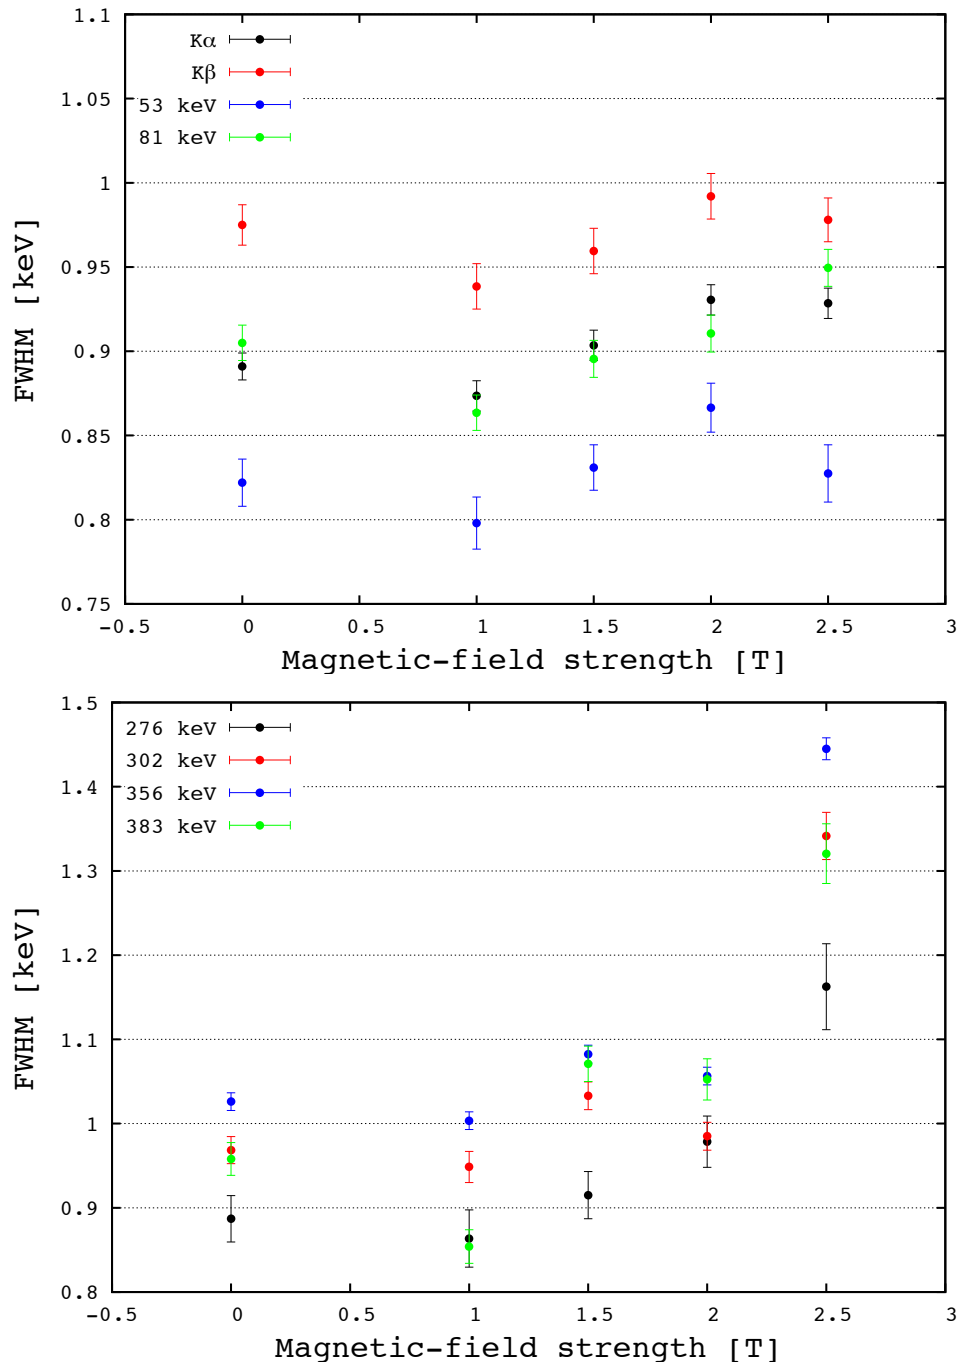 1.1
1.05
1
0.95
0.9
0.85
0.8
0.75
FWHM [keV]
Kα
Kβ
53 keV
81 keV
-0.5 0 0.5 1 1.5 2 2.5 3
Magnetic-field strength [T]
1.5
1.4
1.3
1.2
1.1
1
0.9
0.8
FWHM [keV]
276 keV
302 keV
356 keV
383 keV
-0.5 0 0.5 1 1.5 2 2.5 3
Magnetic-field strength [T]